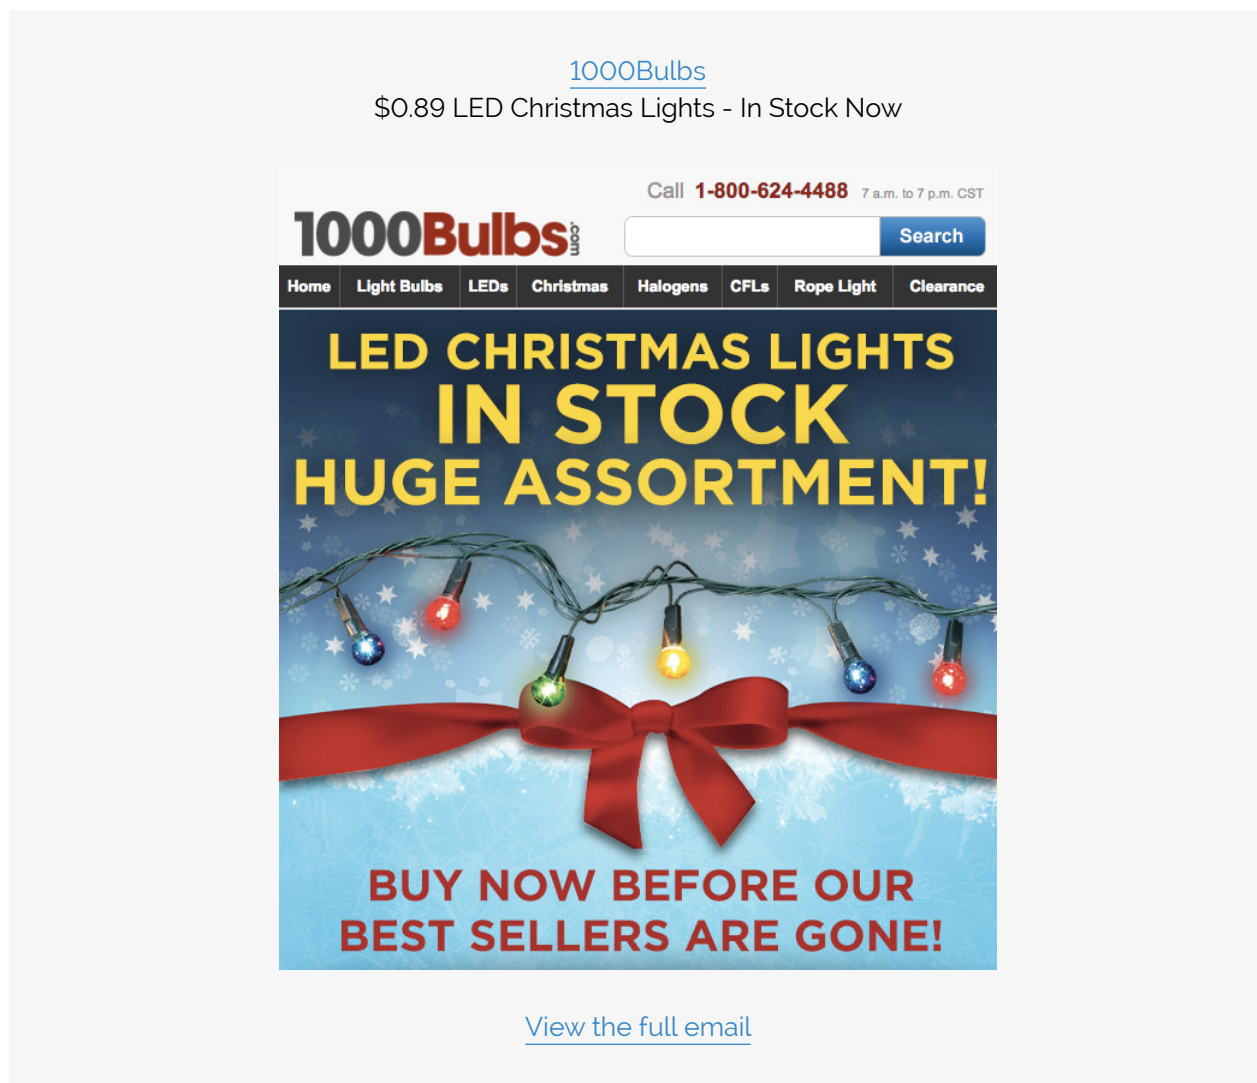 1000Bulbs
$0.89 LED Christmas Lights - In Stock Now
Call 1-800-624-4488 7 a.m. to 7 p.m. CST
1000Bulbs.com
Search
Home Light Bulbs LEDs Christmas Halogens CFLs Rope Light Clearance
LED CHRISTMAS LIGHTS
IN STOCK
HUGE ASSORTMENT!
BUY NOW BEFORE OUR
BEST SELLERS ARE GONE!
View the full email